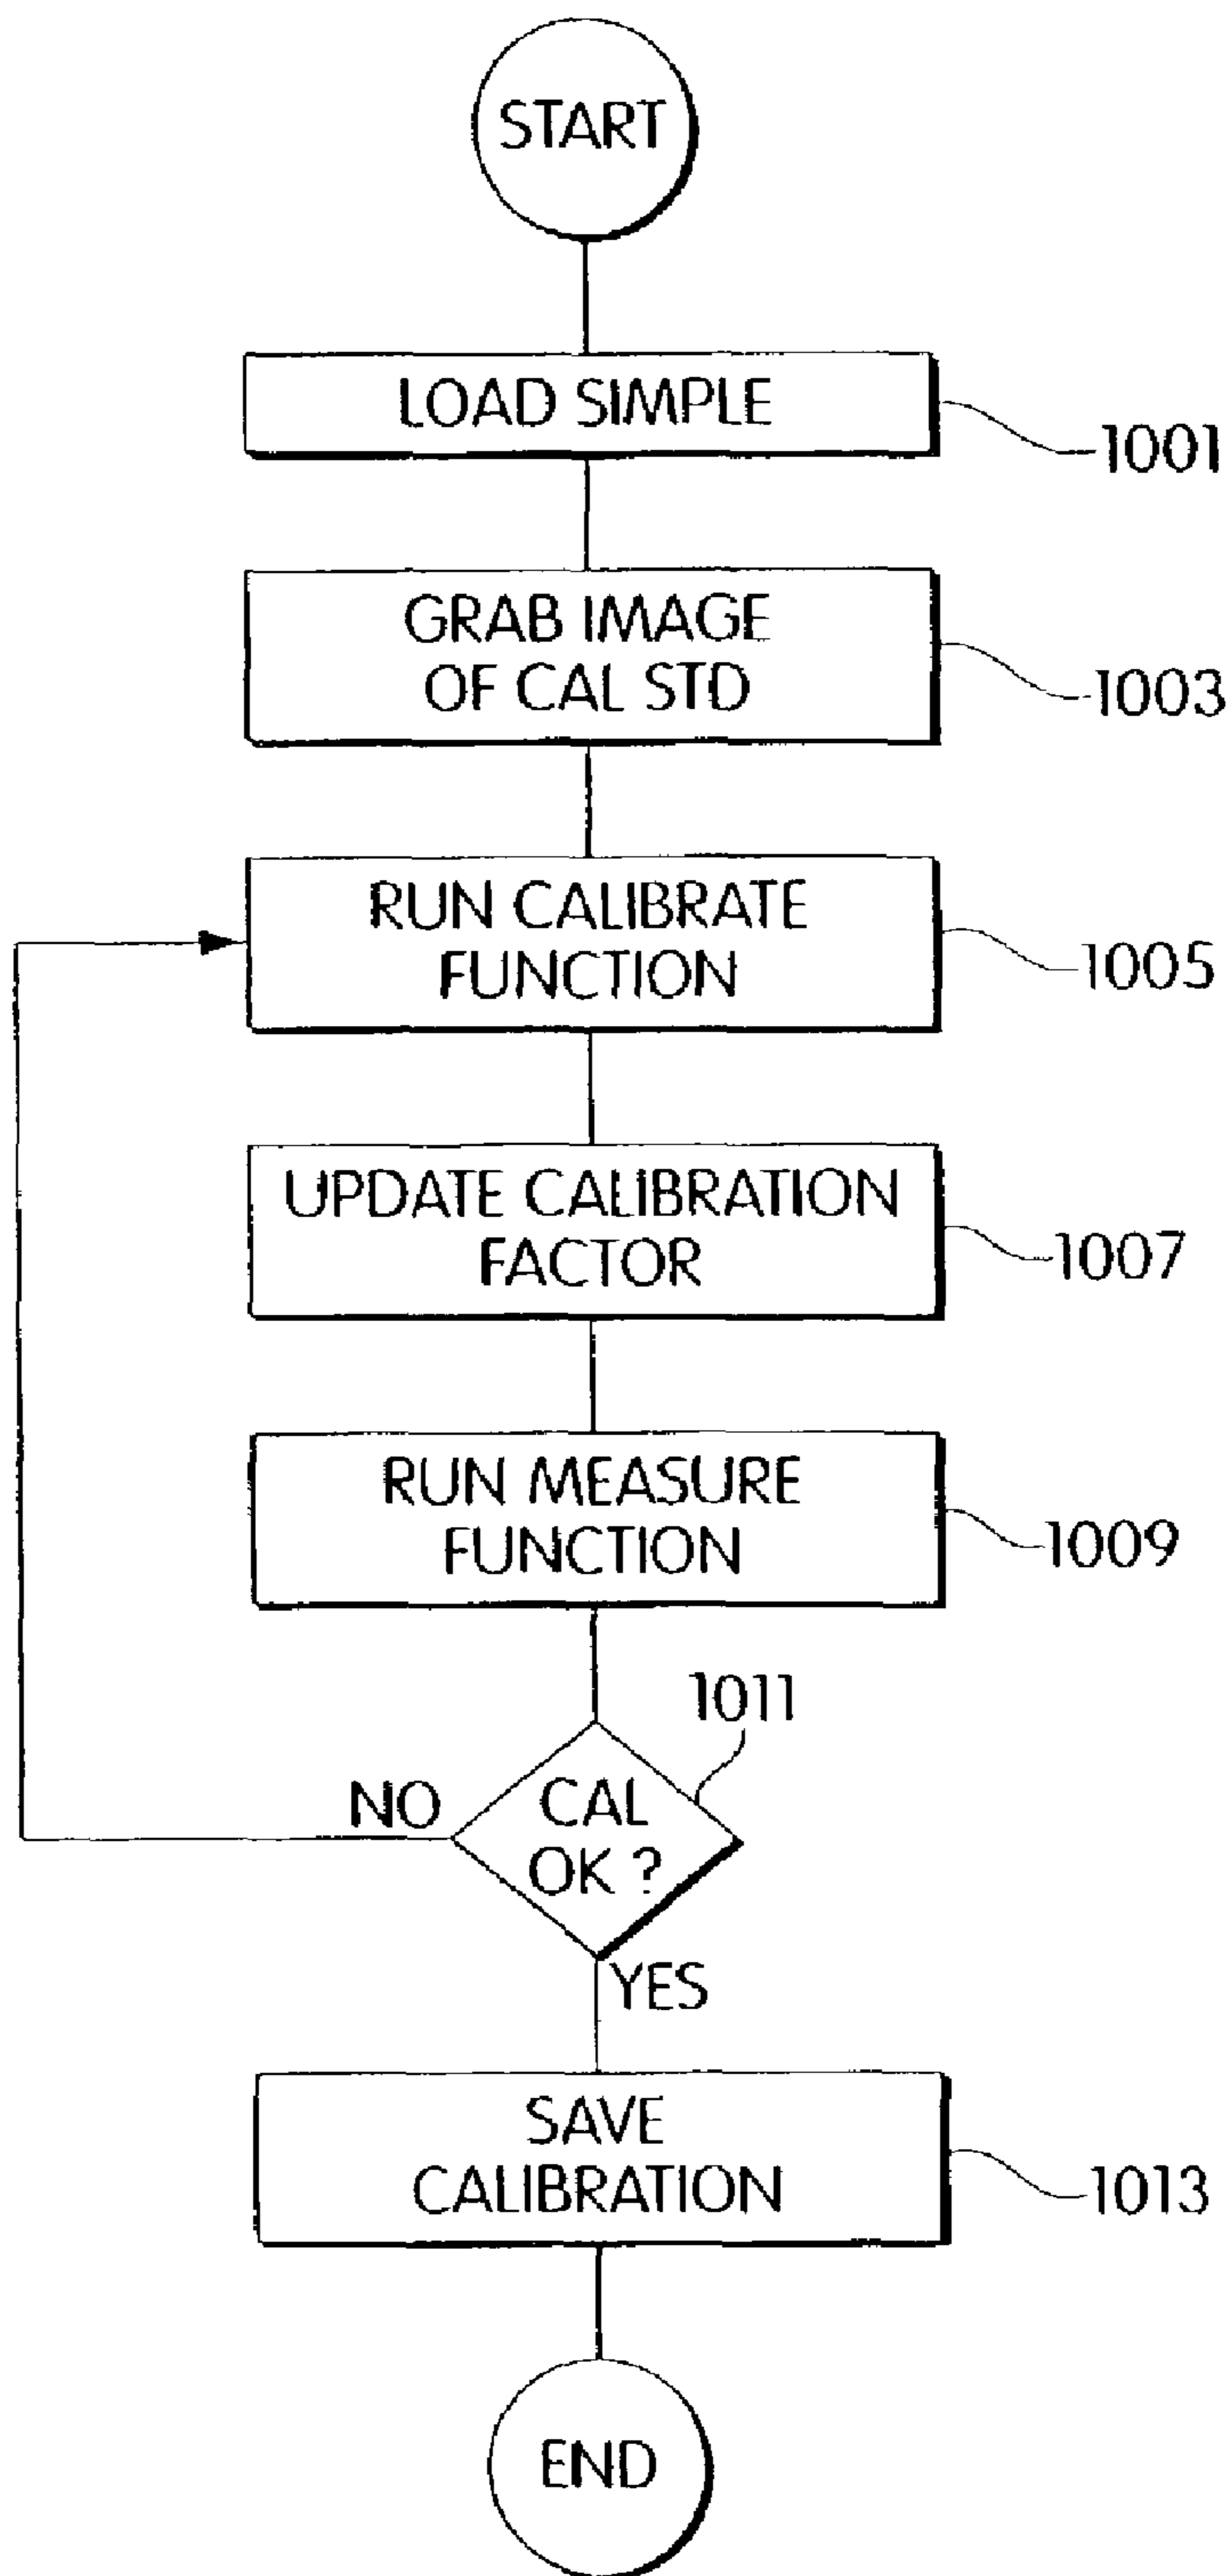 START
LOAD SIMPLE
1001
GRAB IMAGE
OF CAL STD
1003
RUN CALIBRATE
FUNCTION
1005
UPDATE CALIBRATION
FACTOR
1007
RUN MEASURE
FUNCTION
1009
1011
NO
CAL
OK ?
YES
SAVE
CALIBRATION
1013
END